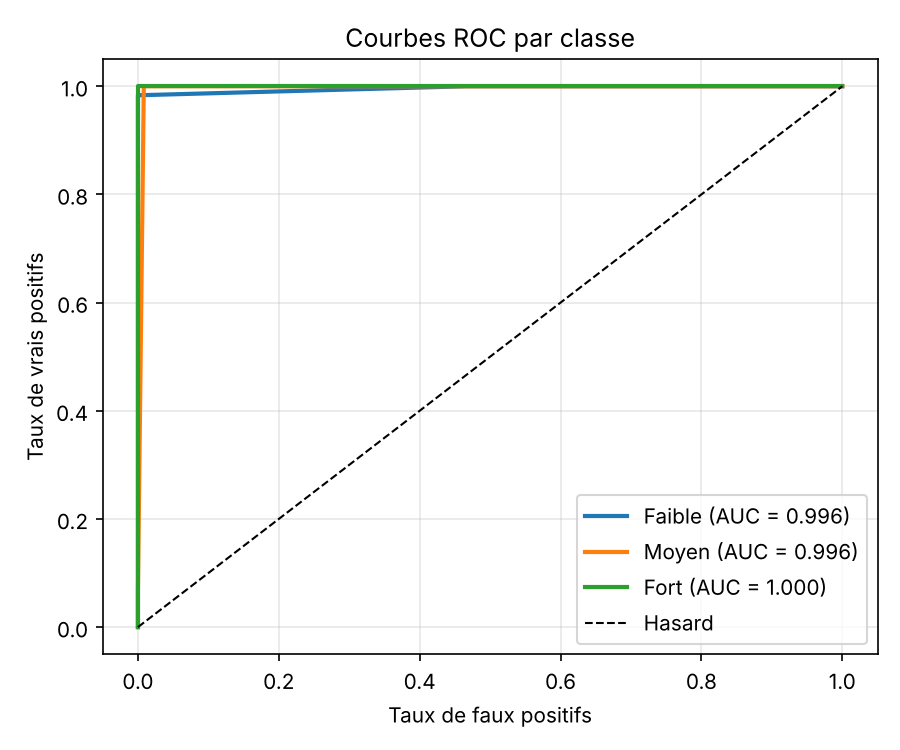 Courbes ROC par classe
Taux de vrais positifs
1.0
0.8
0.6
0.4
0.2
0.0
0.0 0.2 0.4 0.6 0.8 1.0
Taux de faux positifs
Faible (AUC = 0.996)
Moyen (AUC = 0.996)
Fort (AUC = 1.000)
Hasard